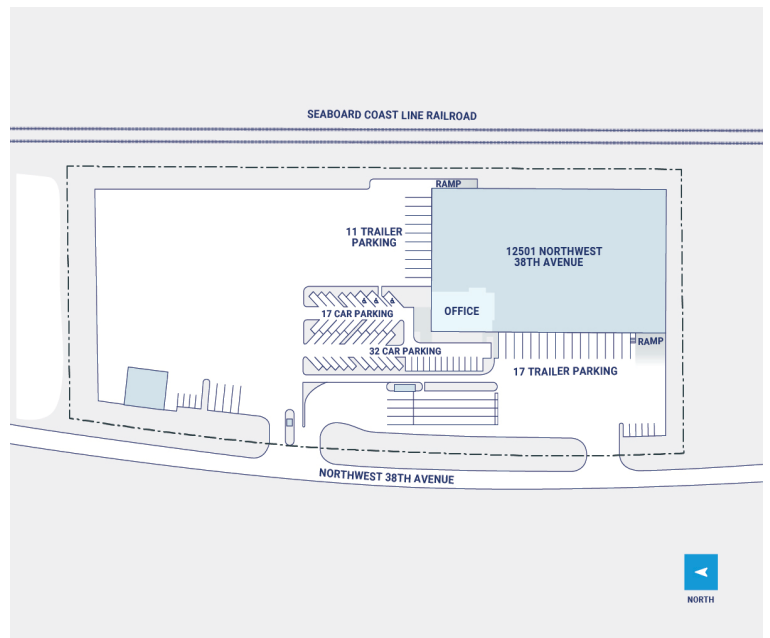 SEABOARD COAST LINE RAILROAD
RAMP
11 TRAILER
PARKING
12501 NORTHWEST
38TH AVENUE
17 CAR PARKING
OFFICE
32 CAR PARKING
RAMP
17 TRAILER PARKING
NORTHWEST 38TH AVENUE
NORTH